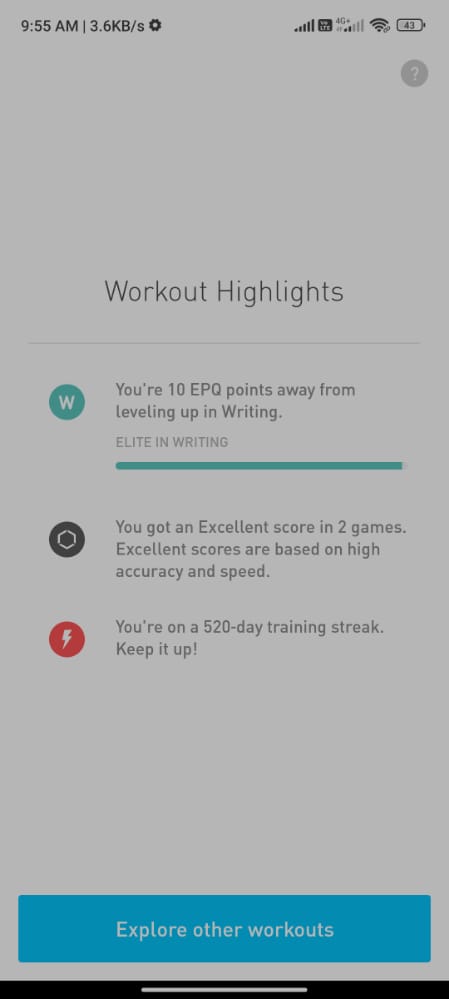 9:55 AM | 3.6KB/s
Vo LTE 4G+ 43
?
Workout Highlights
W
You're 10 EPQ points away from
leveling up in Writing.
ELITE IN WRITING
You got an Excellent score in 2 games.
Excellent scores are based on high
accuracy and speed.
You're on a 520-day training streak.
Keep it up!
Explore other workouts